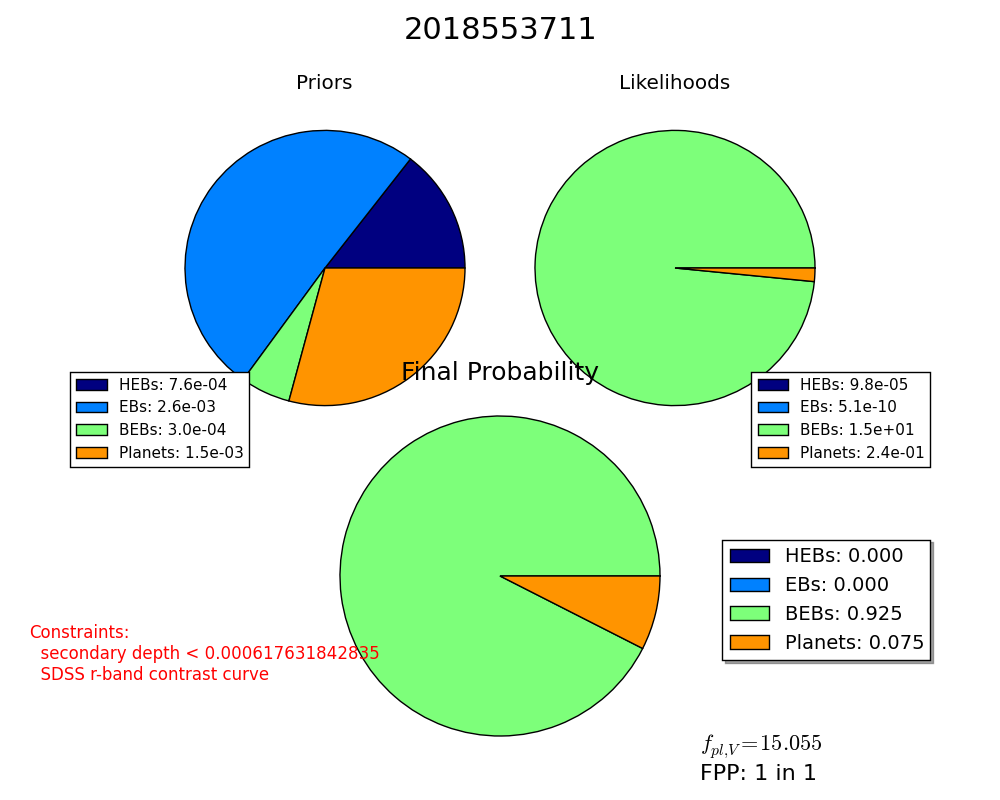 2018553711
Priors
Likelihoods
HEBs: 7.6e-04
EBs: 2.6e-03
BEBs: 3.0e-04
Planets: 1.5e-03
HEBs: 9.8e-05
EBs: 5.1e-10
BEBs: 1.5e+01
Planets: 2.4e-01
Final Probability
HEBs: 0.000
EBs: 0.000
BEBs: 0.925
Planets: 0.075
Constraints:
secondary depth < 0.000617631842835
SDSS r-band contrast curve
f_{pl,V} = 15.055
FPP: 1 in 1